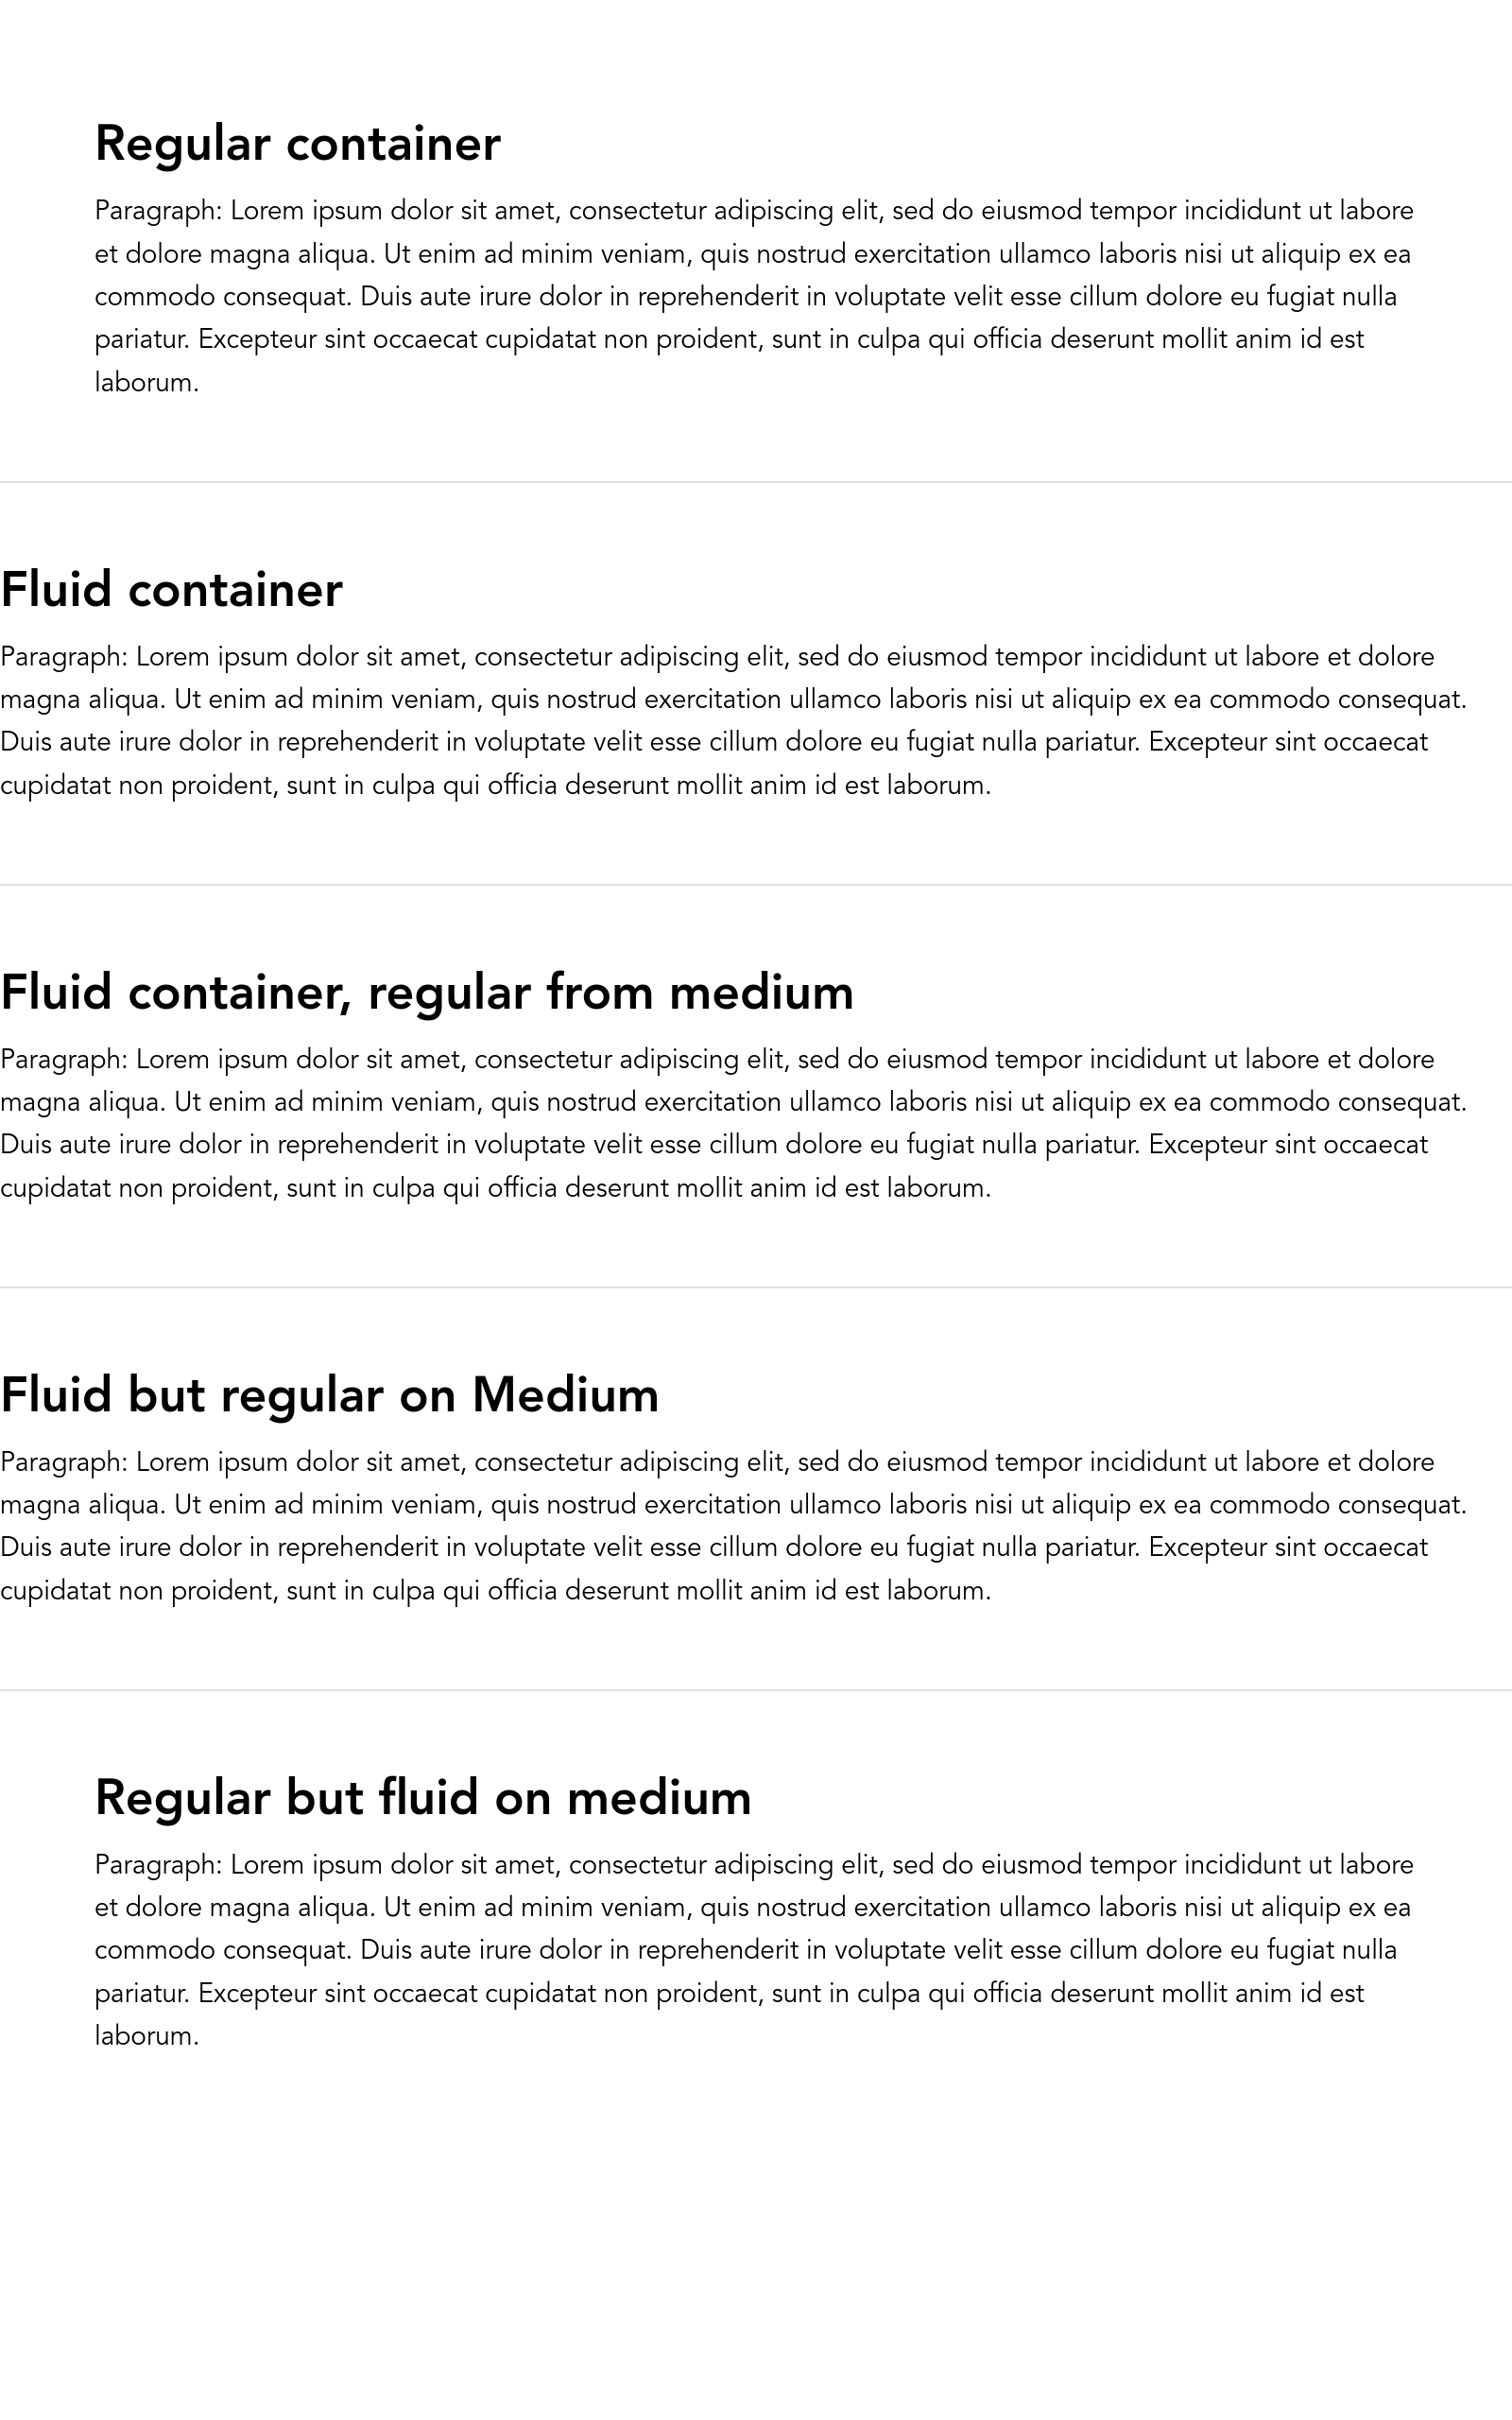 Regular container
Paragraph: Lorem ipsum dolor sit amet, consectetur adipiscing elit, sed do eiusmod tempor incididunt ut labore
et dolore magna aliqua. Ut enim ad minim veniam, quis nostrud exercitation ullamco laboris nisi ut aliquip ex ea
commodo consequat. Duis aute irure dolor in reprehenderit in voluptate velit esse cillum dolore eu fugiat nulla
pariatur. Excepteur sint occaecat cupidatat non proident, sunt in culpa qui officia deserunt mollit anim id est
laborum.
Fluid container
Paragraph: Lorem ipsum dolor sit amet, consectetur adipiscing elit, sed do eiusmod tempor incididunt ut labore et dolore
magna aliqua. Ut enim ad minim veniam, quis nostrud exercitation ullamco laboris nisi ut aliquip ex ea commodo consequat.
Duis aute irure dolor in reprehenderit in voluptate velit esse cillum dolore eu fugiat nulla pariatur. Excepteur sint occaecat
cupidatat non proident, sunt in culpa qui officia deserunt mollit anim id est laborum.
Fluid container, regular from medium
Paragraph: Lorem ipsum dolor sit amet, consectetur adipiscing elit, sed do eiusmod tempor incididunt ut labore et dolore
magna aliqua. Ut enim ad minim veniam, quis nostrud exercitation ullamco laboris nisi ut aliquip ex ea commodo consequat.
Duis aute irure dolor in reprehenderit in voluptate velit esse cillum dolore eu fugiat nulla pariatur. Excepteur sint occaecat
cupidatat non proident, sunt in culpa qui officia deserunt mollit anim id est laborum.
Fluid but regular on Medium
Paragraph: Lorem ipsum dolor sit amet, consectetur adipiscing elit, sed do eiusmod tempor incididunt ut labore et dolore
magna aliqua. Ut enim ad minim veniam, quis nostrud exercitation ullamco laboris nisi ut aliquip ex ea commodo consequat.
Duis aute irure dolor in reprehenderit in voluptate velit esse cillum dolore eu fugiat nulla pariatur. Excepteur sint occaecat
cupidatat non proident, sunt in culpa qui officia deserunt mollit anim id est laborum.
Regular but fluid on medium
Paragraph: Lorem ipsum dolor sit amet, consectetur adipiscing elit, sed do eiusmod tempor incididunt ut labore
et dolore magna aliqua. Ut enim ad minim veniam, quis nostrud exercitation ullamco laboris nisi ut aliquip ex ea
commodo consequat. Duis aute irure dolor in reprehenderit in voluptate velit esse cillum dolore eu fugiat nulla
pariatur. Excepteur sint occaecat cupidatat non proident, sunt in culpa qui officia deserunt mollit anim id est
laborum.